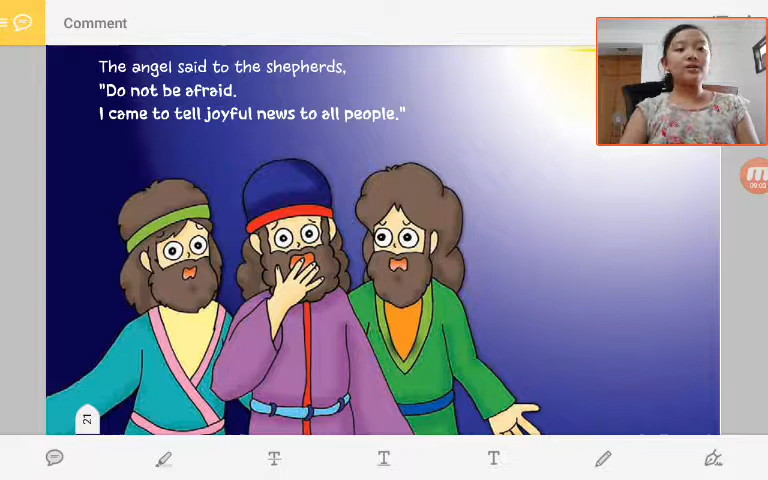 Comment
The angel said to the shepherds,
"Do not be afraid.
I came to tell joyful news to all people."
21